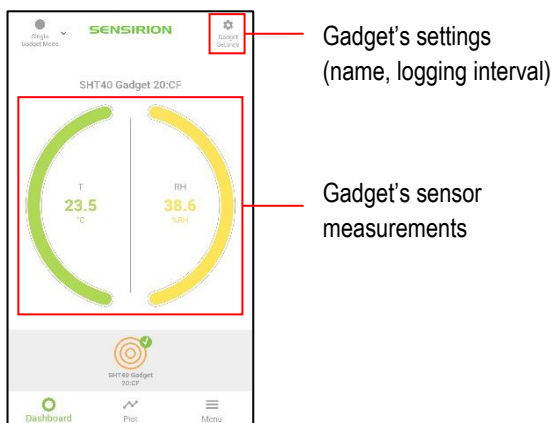 Single
Gadget Mode
SENSIRION
Gadget
Settings
Gadget's settings
(name, logging interval)
SHT40 Gadget 20:CF
T
23.5
°C
RH
38.6
%RH
Gadget's sensor
measurements
SHT40 Gadget
20:CF
Dashboard
Plot
Menu